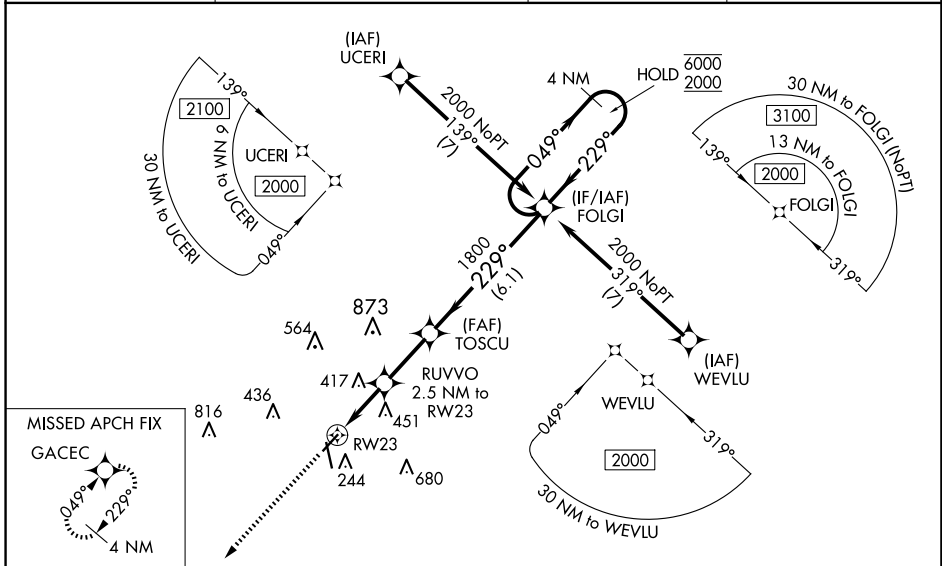 (IAF)
UCERI
4 NM
HOLD
6000
2000
2000 NoPT
139°
(7)
049°
229°
(IF/IAF)
FOLGI
139°
2100
9 NM to UCERI
30 NM to UCERI
UCERI
2000
049°
30 NM to FOLGI (NoPT)
3100
13 NM to FOLGI
2000
139°
FOLGI
319°
1800
229°
(6.1)
2000 NoPT
319°
(7)
(IAF)
WEVLU
(FAF)
TOSCU
873
564
417
RUVVO
2.5 NM to
RW23
436
816
451
RW23
244
680
WEVLU
049°
319°
2000
30 NM to WEVLU
MISSED APCH FIX
GACEC
049°
229°
4 NM